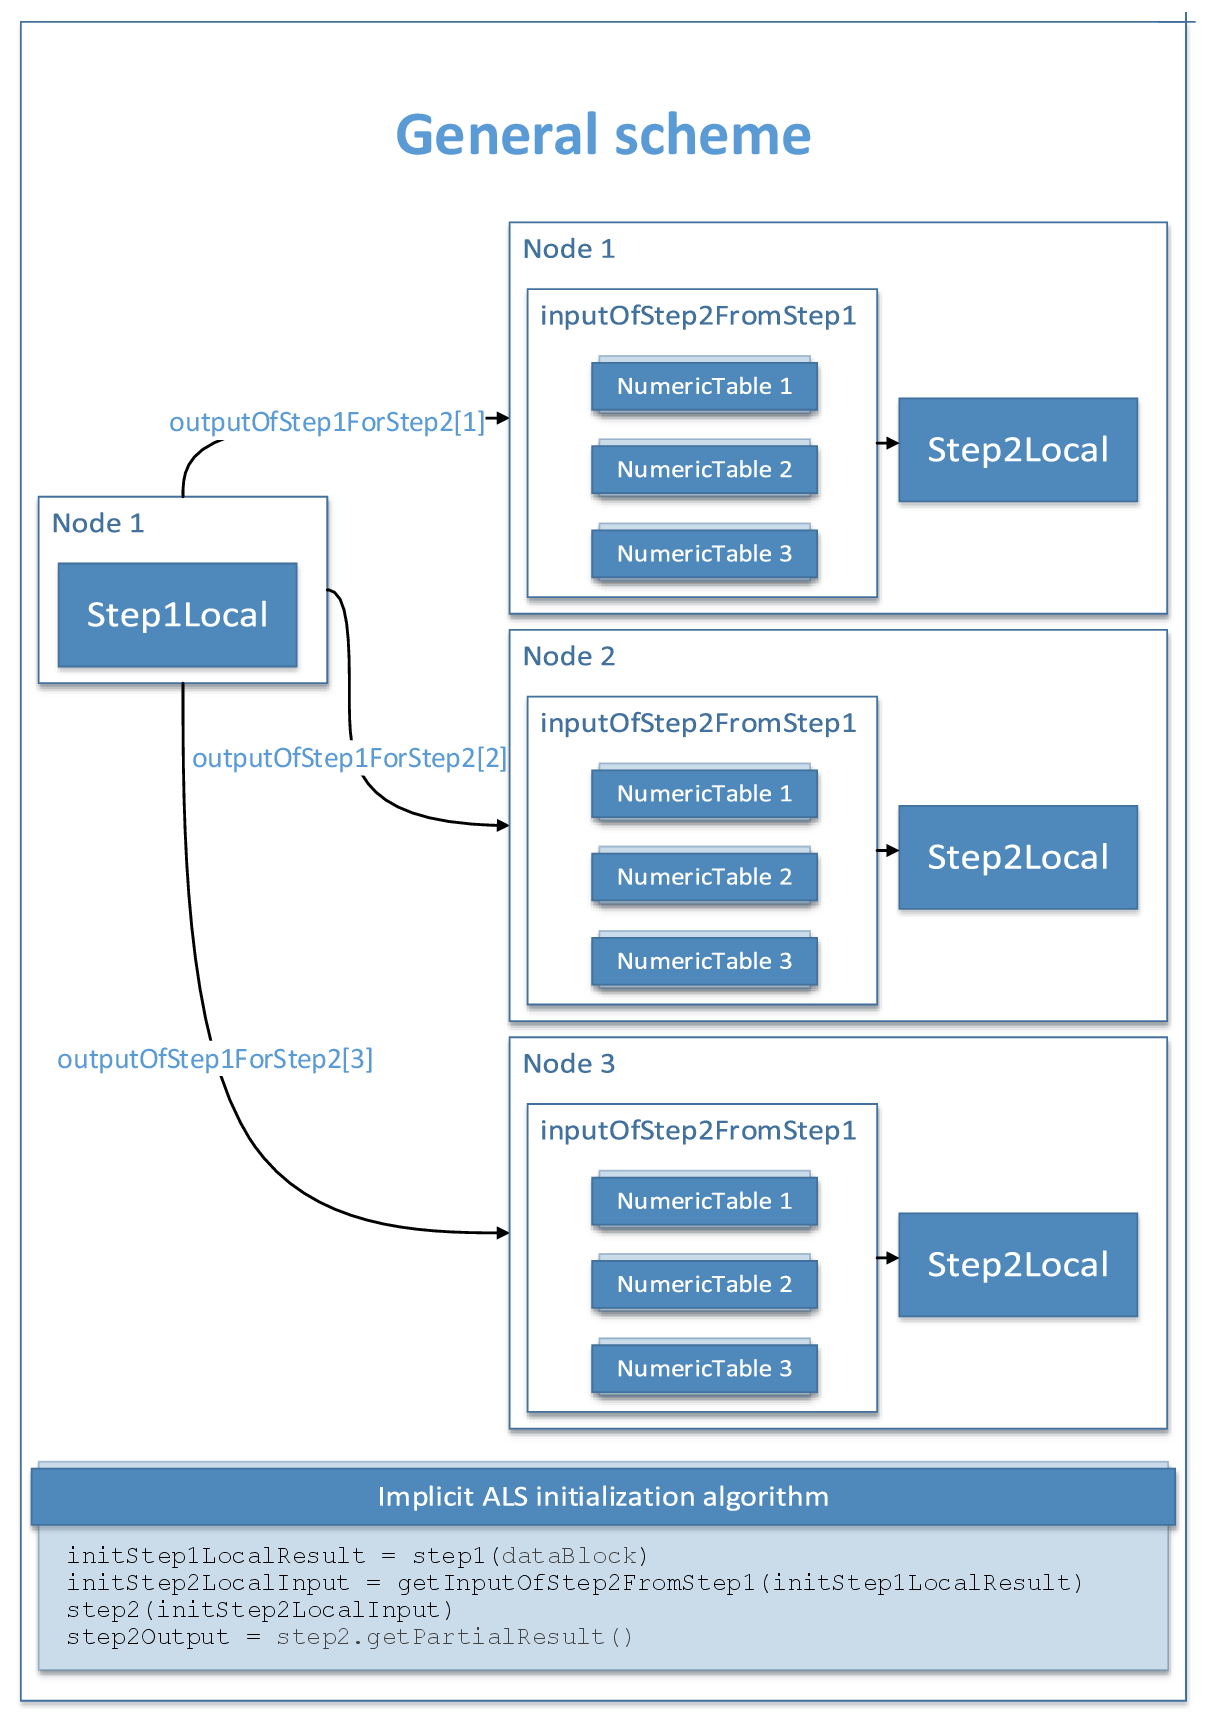 General scheme
Node 1
inputOfStep2FromStep1
NumericTable 1
NumericTable 2
NumericTable 3
Step2Local
outputOfStep1ForStep2[1]
Node 1
Step1Local
Node 2
inputOfStep2FromStep1
NumericTable 1
NumericTable 2
NumericTable 3
Step2Local
outputOfStep1ForStep2[2]
Node 3
inputOfStep2FromStep1
NumericTable 1
NumericTable 2
NumericTable 3
Step2Local
outputOfStep1ForStep2[3]
Implicit ALS initialization algorithm
initStep1LocalResult = step1(dataBlock)
initStep2LocalInput = getInputOfStep2FromStep1(initStep1LocalResult)
step2(initStep2LocalInput)
step2Output = step2.getPartialResult()